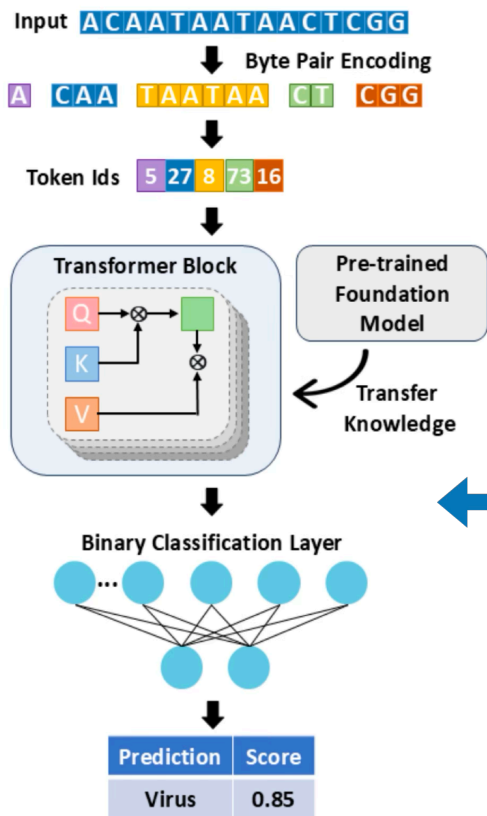 Input ACAATAATAACTCGG
Byte Pair Encoding
A CAA TAATAA CT CGG
Token Ids 5 27 8 73 16
Transformer Block
Q
K
V
Pre-trained
Foundation
Model
Transfer
Knowledge
Binary Classification Layer
...
Prediction Score
Virus 0.85